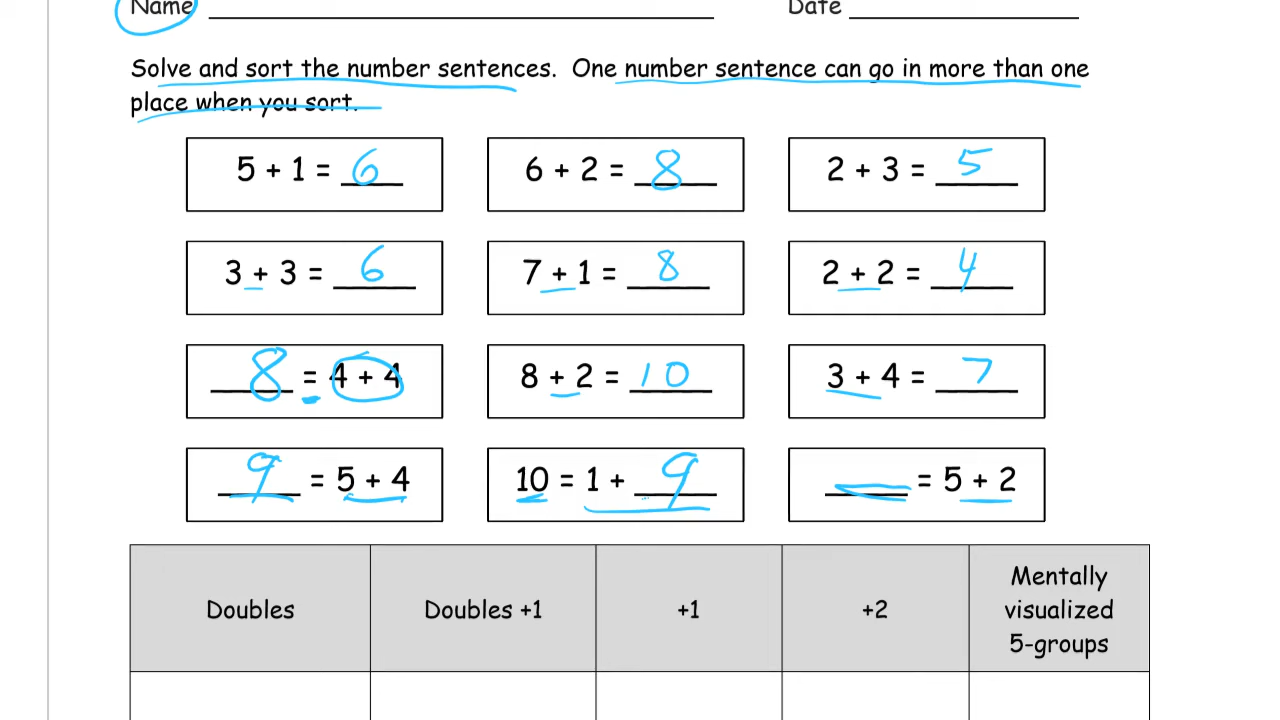 Name Date
Solve and sort the number sentences. One number sentence can go in more than one
place when you sort.
5 + 1 = 6 6 + 2 = 8 2 + 3 = 5
3 + 3 = 6 7 + 1 = 8 2 + 2 = 4
8 = 4 + 4 8 + 2 = 10 3 + 4 = 7
9 = 5 + 4 10 = 1 + 9 = 5 + 2
Doubles Doubles +1 +1 +2 Mentally
visualized
5-groups